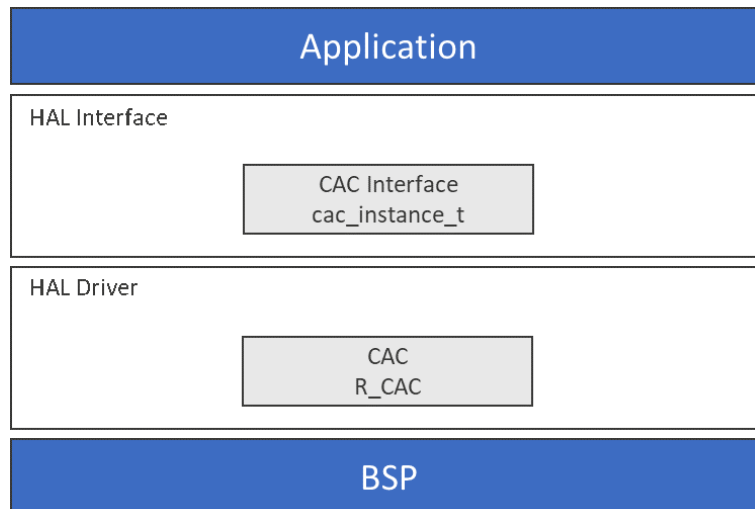 Application
HAL Interface
CAC Interface
cac_instance_t
HAL Driver
CAC
R_CAC
BSP